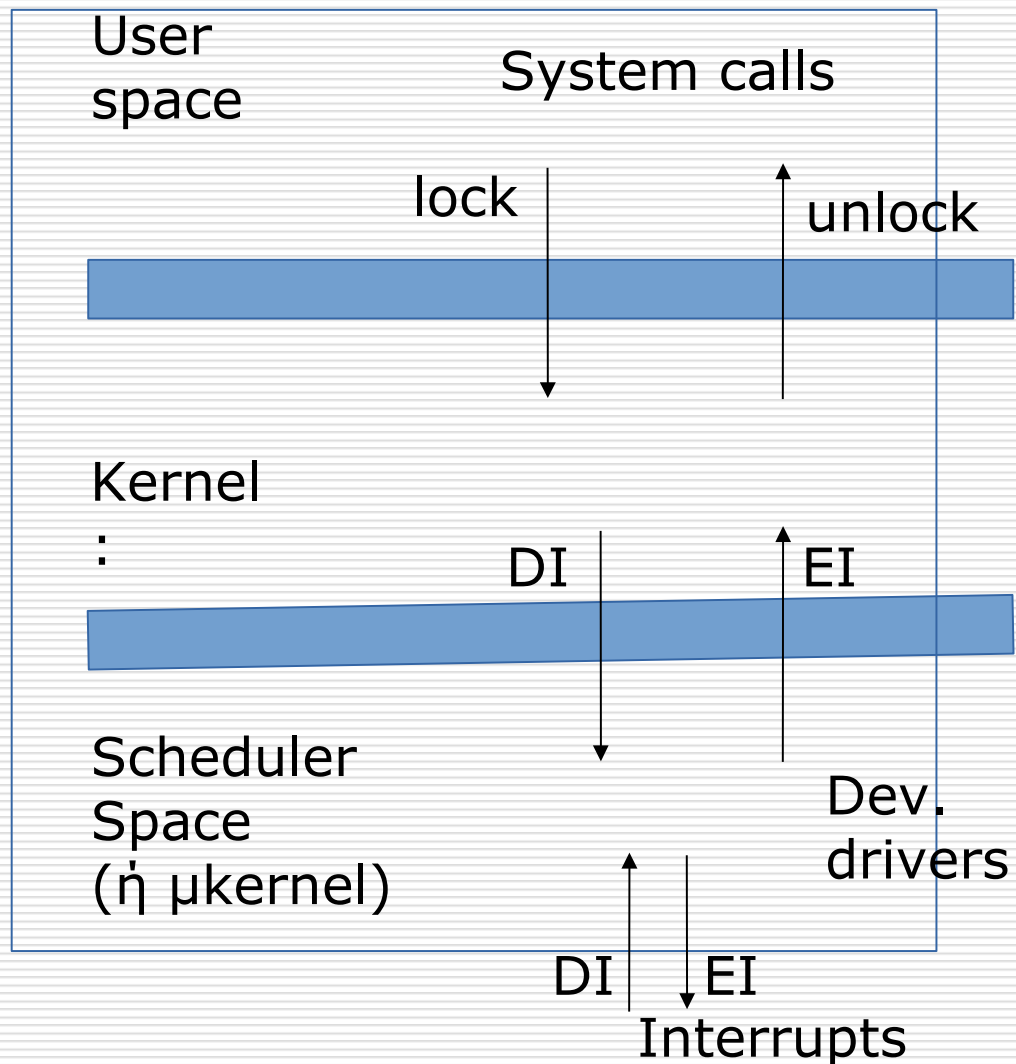 User
space
System calls
lock
unlock
Kernel
:
DI
EI
Scheduler
Space
(ή μkernel)
Dev.
drivers
DI
EI
Interrupts